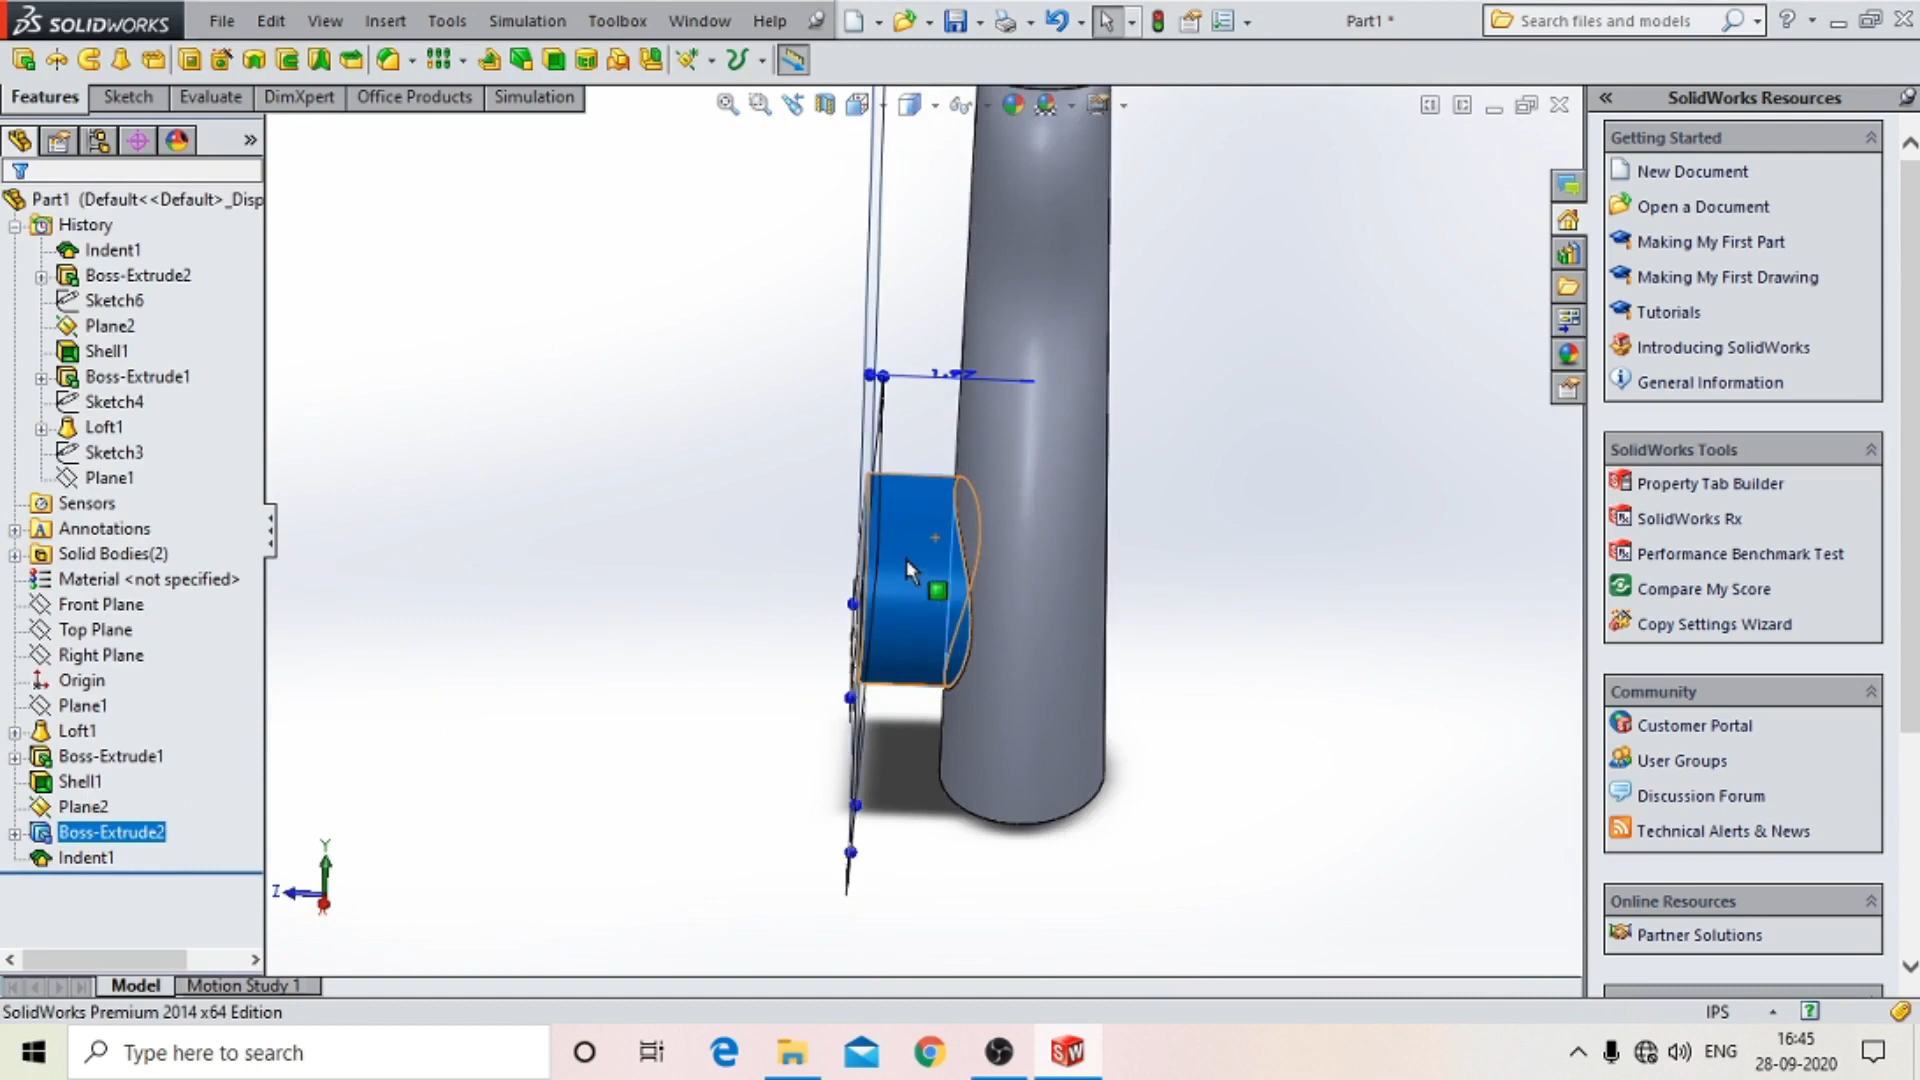 SOLIDWORKS File Edit View Insert Tools Simulation Toolbox Window Help Part1 * Search files and models
Features Sketch Evaluate DimXpert Office Products Simulation
SolidWorks Resources
Part1 (Default<<Default>_Disp
History
Indent1
Boss-Extrude2
Sketch6
Plane2
Shell1
Boss-Extrude1
Sketch4
Loft1
Sketch3
Plane1
Sensors
Annotations
Solid Bodies(2)
Material <not specified>
Front Plane
Top Plane
Right Plane
Origin
Plane1
Loft1
Boss-Extrude1
Shell1
Plane2
Boss-Extrude2
Indent1
Y
Z
Getting Started
New Document
Open a Document
Making My First Part
Making My First Drawing
Tutorials
Introducing SolidWorks
General Information
SolidWorks Tools
Property Tab Builder
SolidWorks Rx
Performance Benchmark Test
Compare My Score
Copy Settings Wizard
Community
Customer Portal
User Groups
Discussion Forum
Technical Alerts & News
Online Resources
Partner Solutions
Model Motion Study 1
SolidWorks Premium 2014 x64 Edition IPS
Type here to search ENG 16:45
28-09-2020